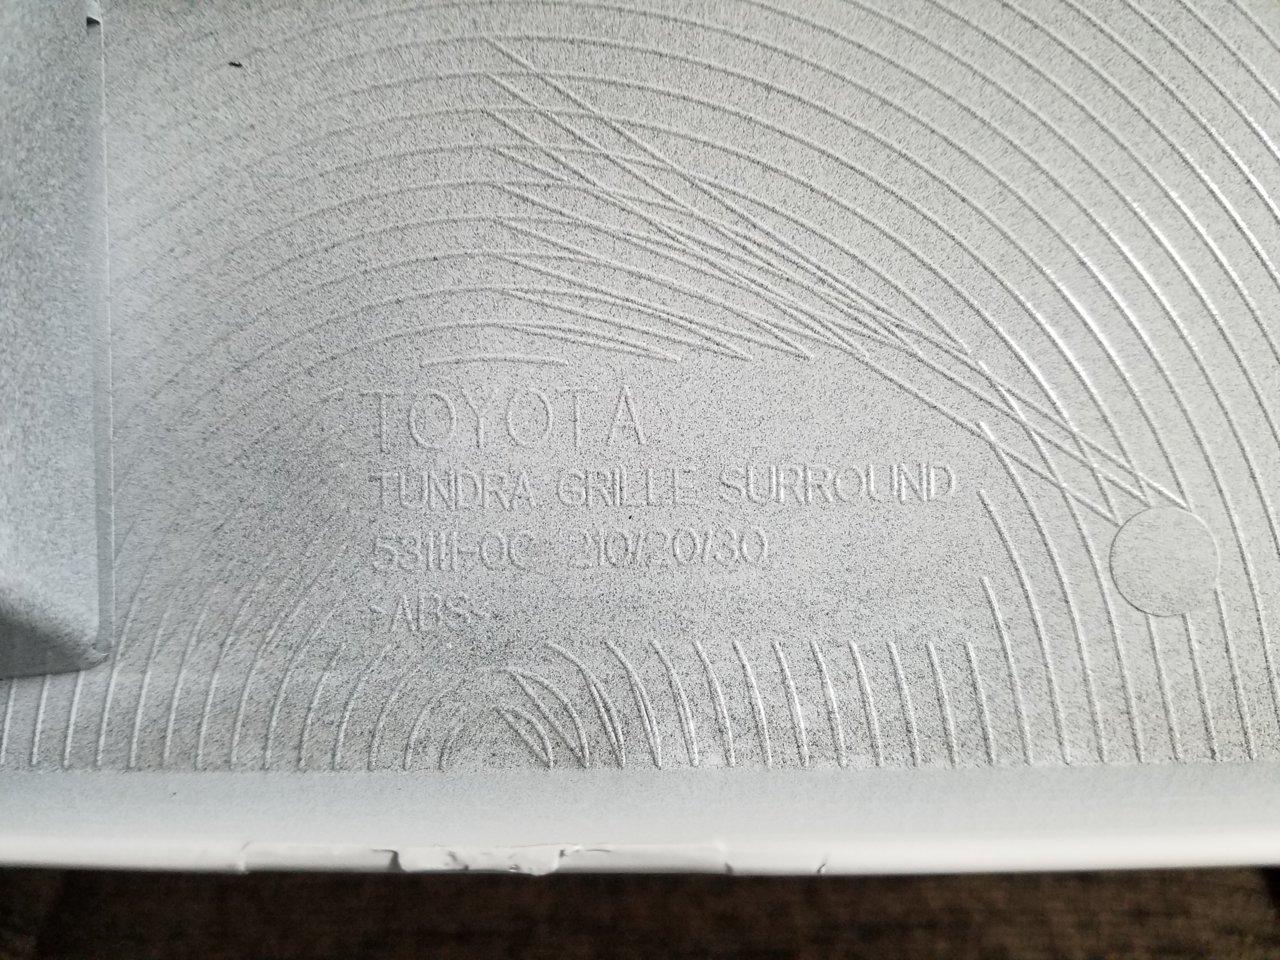 TOYOTA
TUNDRA GRILLE SURROUND
53111-0C 210/20/30
>ABS<